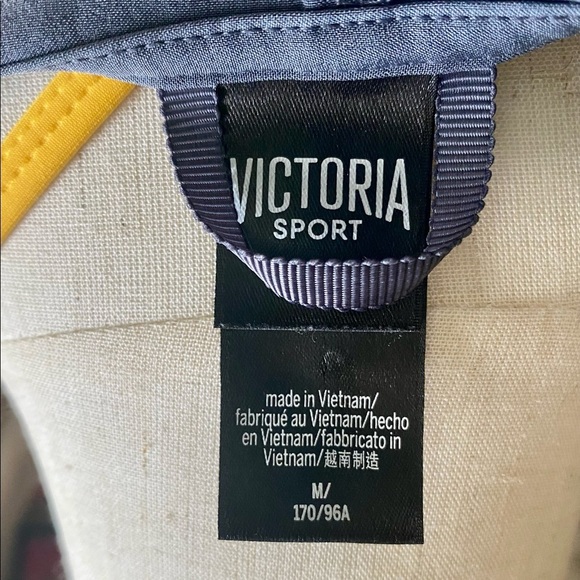 VICTORIA
SPORT
made in Vietnam/
fabriqué au Vietnam/hecho
en Vietnam/fabbricato in
Vietnam/越南制造
M/
170/96A